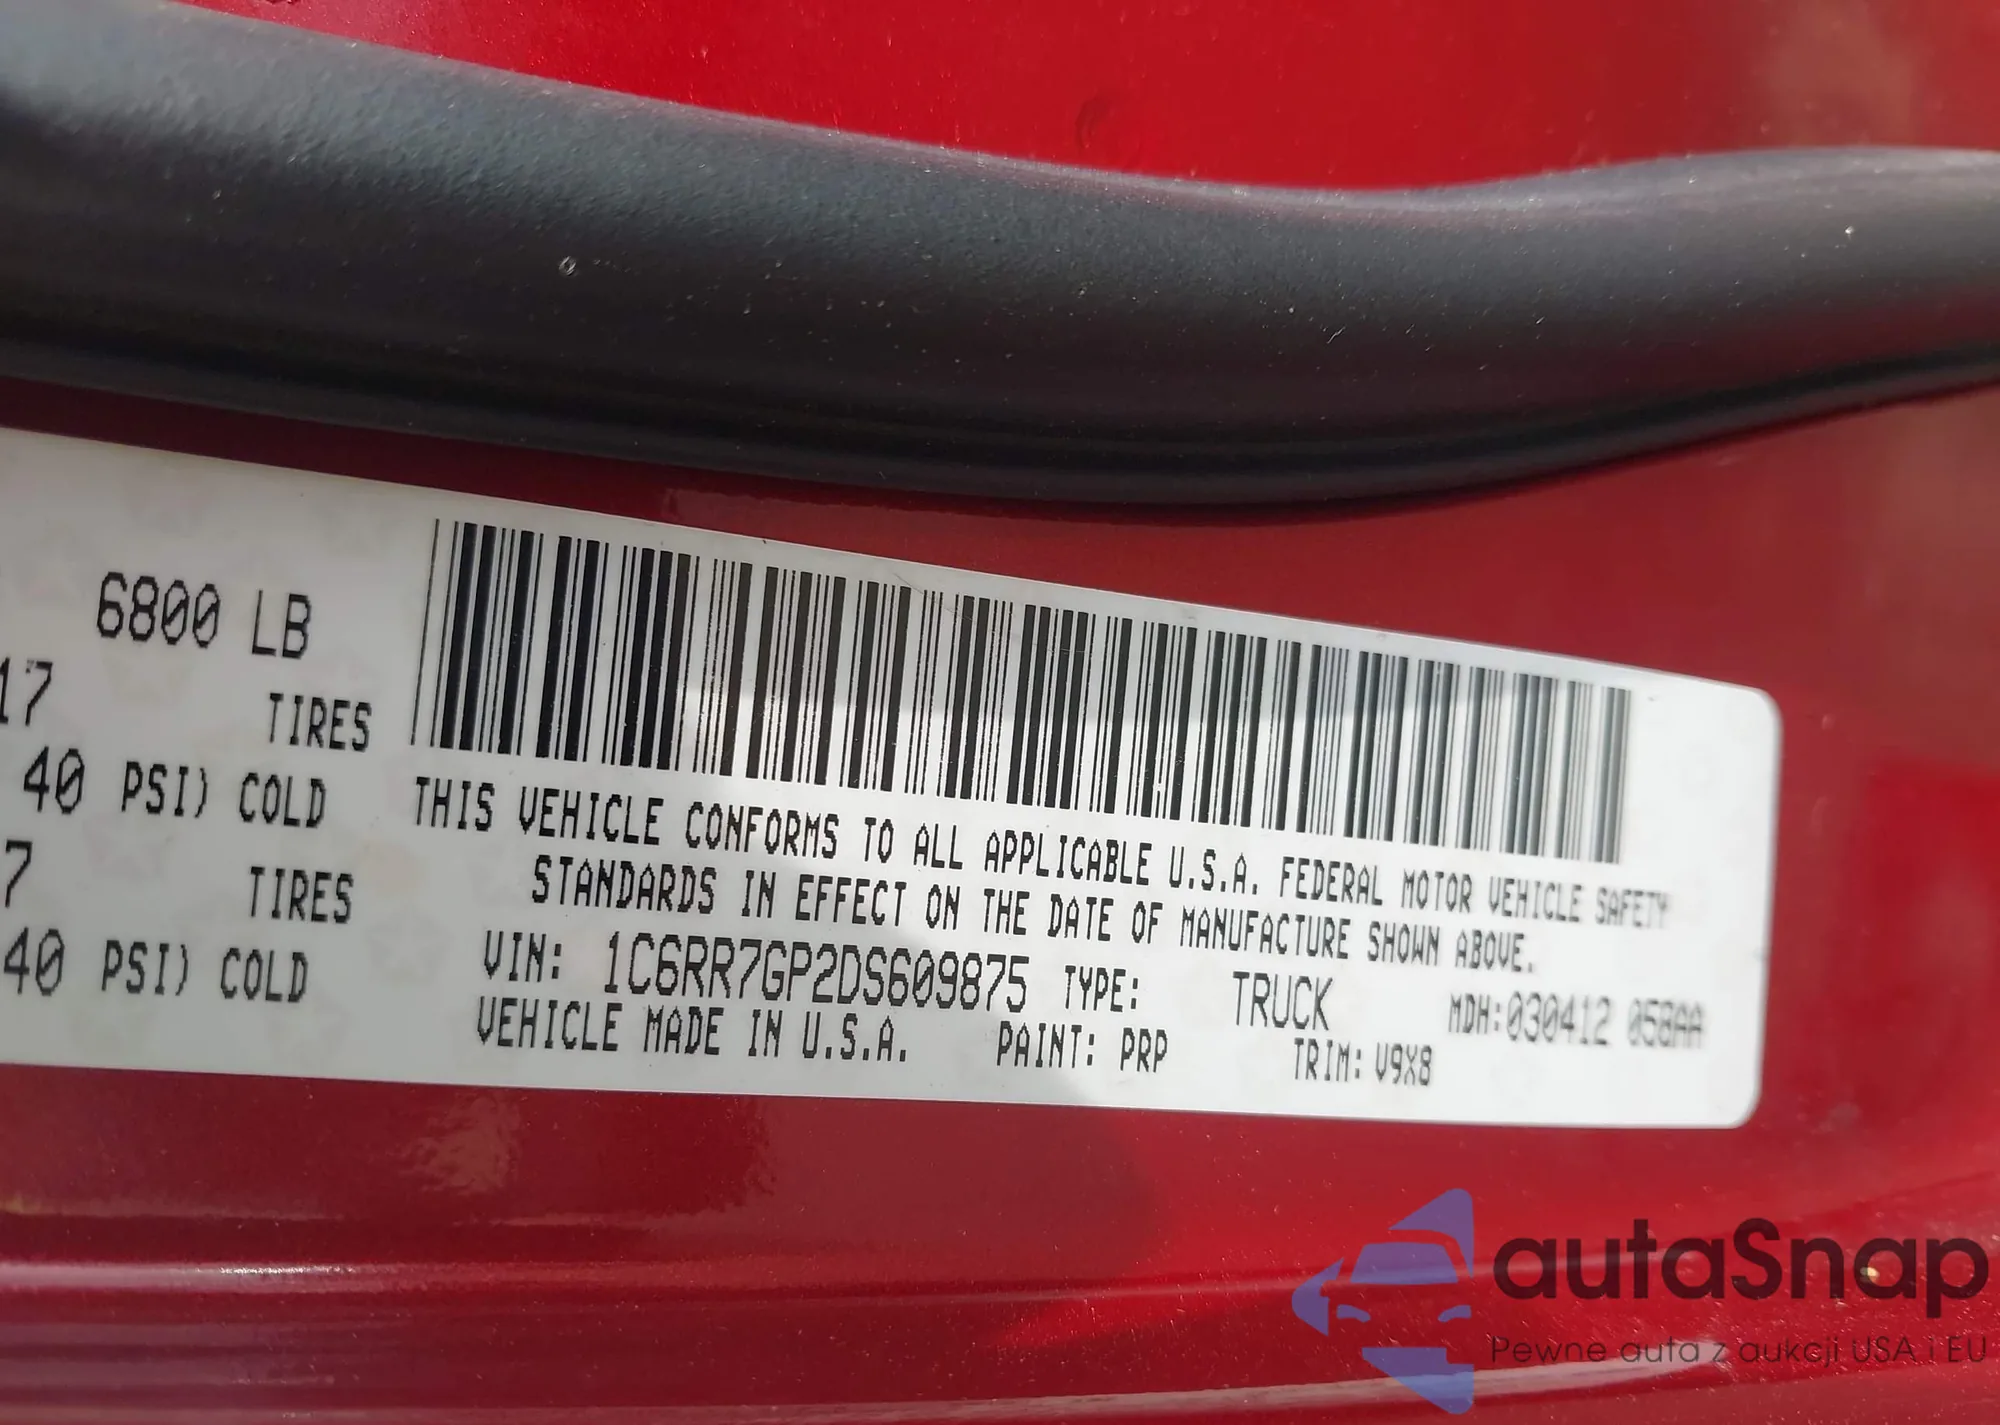 6800 LB
17 TIRES
40 PSI) COLD
7 TIRES
40 PSI) COLD
THIS VEHICLE CONFORMS TO ALL APPLICABLE U.S.A. FEDERAL MOTOR VEHICLE SAFETY
STANDARDS IN EFFECT ON THE DATE OF MANUFACTURE SHOWN ABOVE.
VIN: 1C6RR7GP2DS609875 TYPE: TRUCK MDH:030412 058AA
VEHICLE MADE IN U.S.A. PAINT: PRP TRIM: V9X8
autaSnap
Pewne auta z aukcji USA i EU